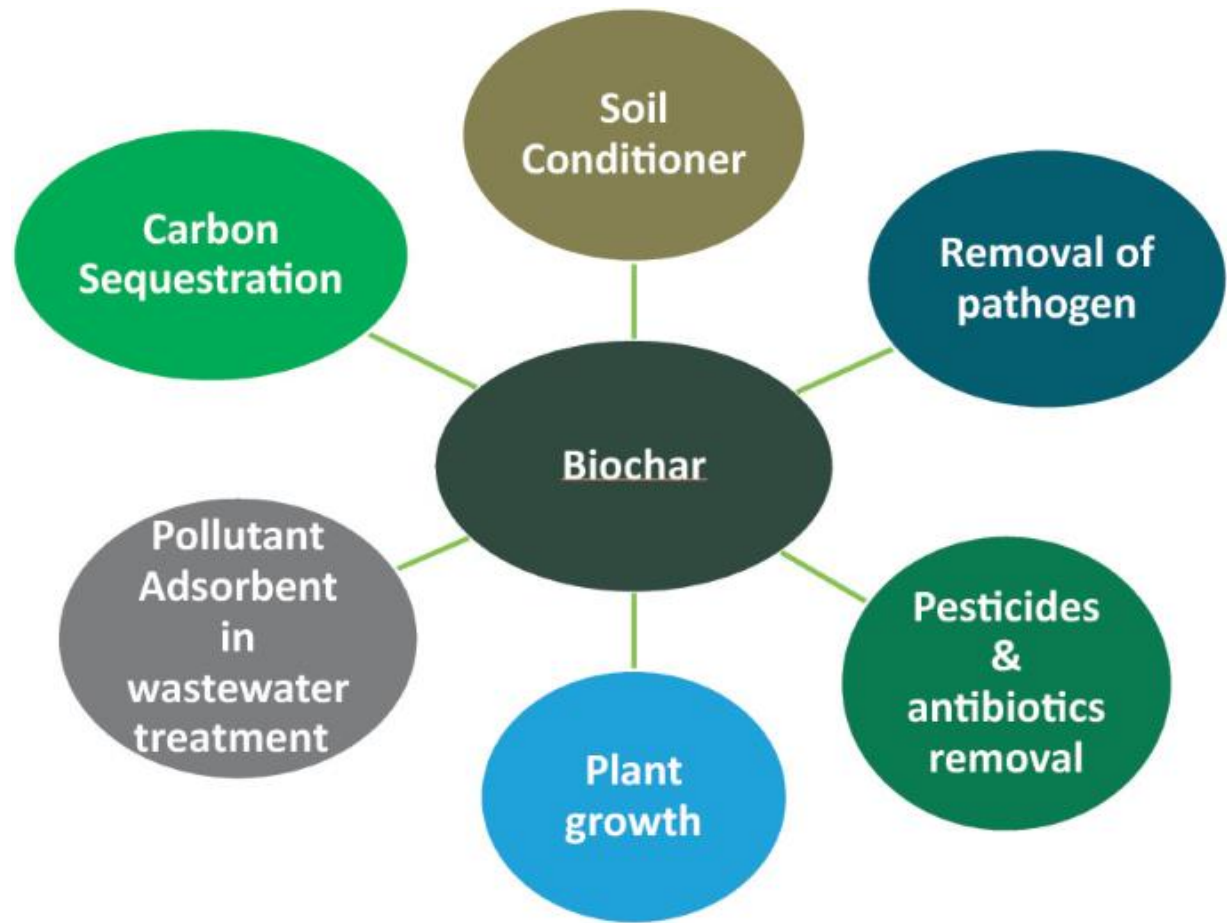 Soil
Conditioner
Carbon
Sequestration
Removal of
pathogen
Biochar
Pollutant
Adsorbent
in
wastewater
treatment
Pesticides
&
antibiotics
removal
Plant
growth